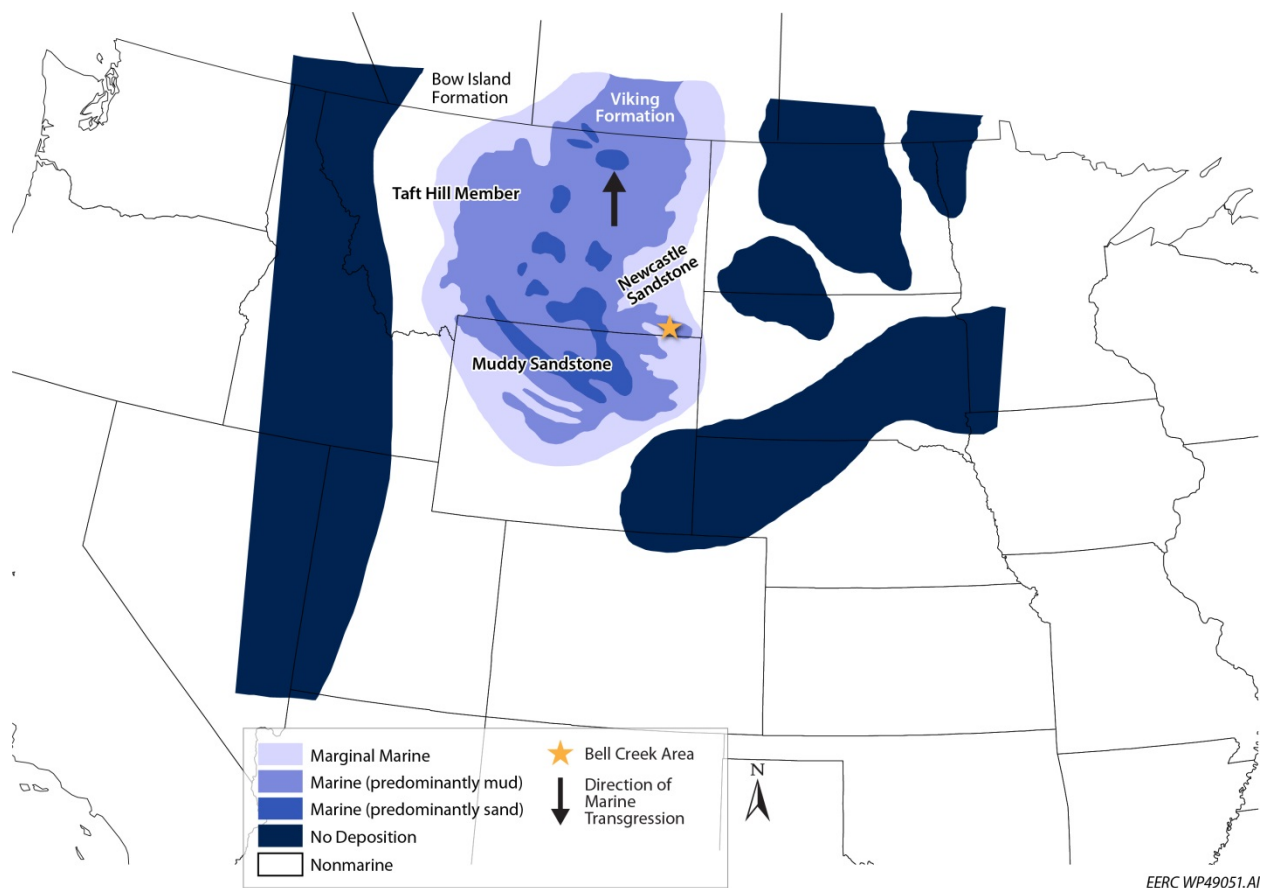 Bow Island
Formation
Viking
Formation
Taft Hill Member
Newcastle
Sandstone
Muddy Sandstone
Marginal Marine
Marine (predominantly mud)
Marine (predominantly sand)
No Deposition
Nonmarine
Bell Creek Area
Direction of
Marine
Transgression
N
EERC WP49051.AI